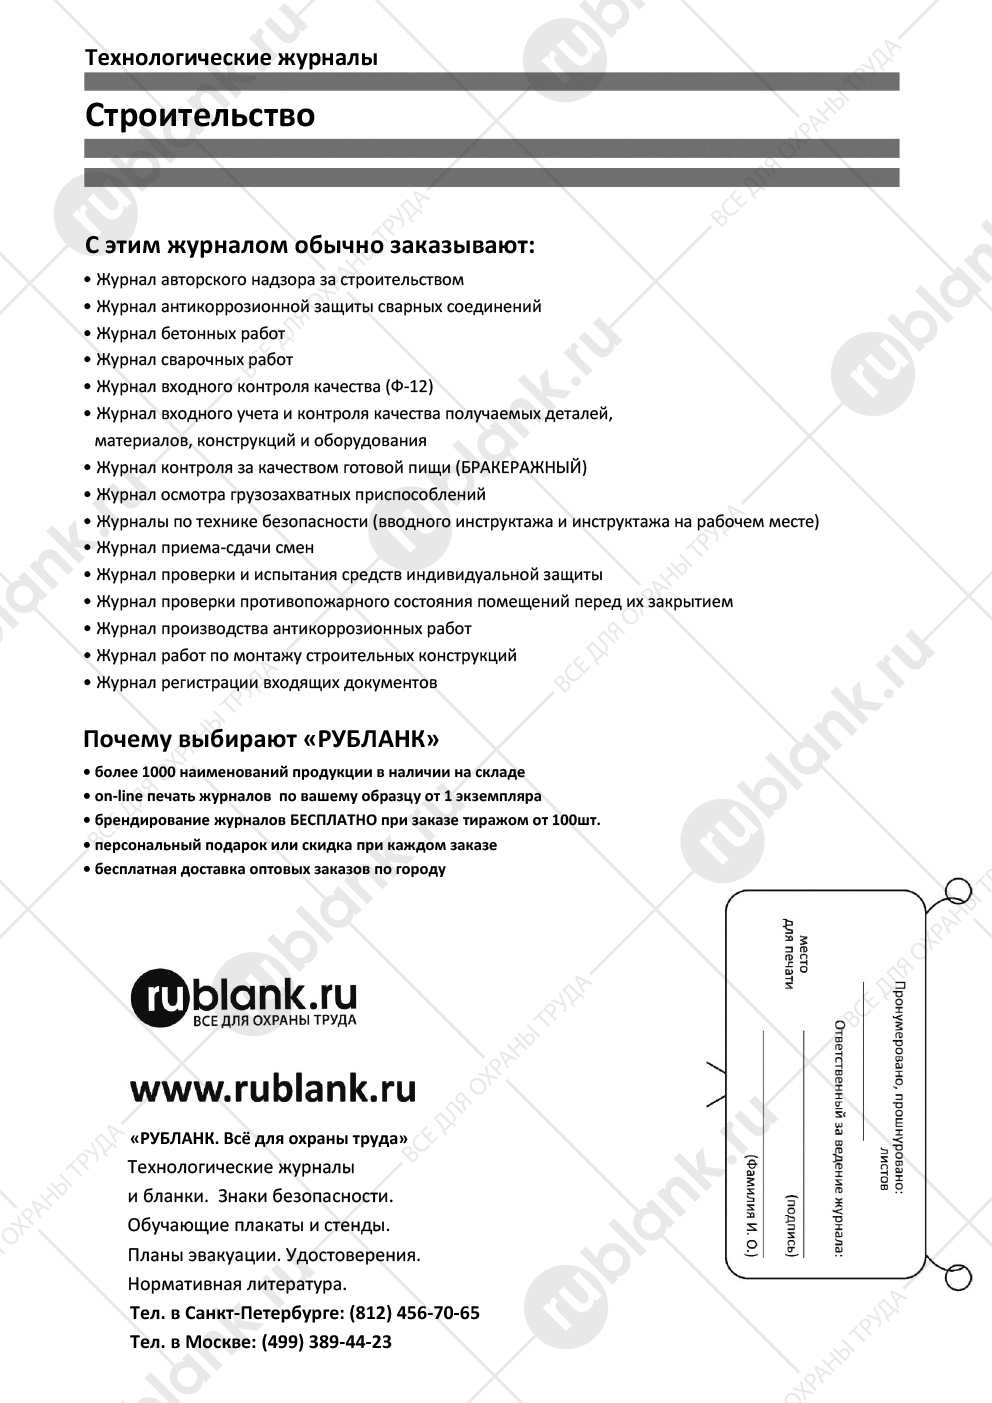 Технологические журналы
Строительство
С этим журналом обычно заказывают:
• Журнал авторского надзора за строительством
• Журнал антикоррозионной защиты сварных соединений
• Журнал бетонных работ
• Журнал сварочных работ
• Журнал входного контроля качества (Ф-12)
• Журнал входного учета и контроля качества получаемых деталей,
материалов, конструкций и оборудования
• Журнал контроля за качеством готовой пищи (БРАКЕРАЖНЫЙ)
• Журнал осмотра грузозахватных приспособлений
• Журналы по технике безопасности (вводного инструктажа и инструктажа на рабочем месте)
• Журнал приема-сдачи смен
• Журнал проверки и испытания средств индивидуальной защиты
• Журнал проверки противопожарного состояния помещений перед их закрытием
• Журнал производства антикоррозионных работ
• Журнал работ по монтажу строительных конструкций
• Журнал регистрации входящих документов
Почему выбирают «РУБЛАНК»
• более 1000 наименований продукции в наличии на складе
• on-line печать журналов по вашему образцу от 1 экземпляра
• брендирование журналов БЕСПЛАТНО при заказе тиражом от 100шт.
• персональный подарок или скидка при каждом заказе
• бесплатная доставка оптовых заказов по городу
rublank.ru
ВСЕ ДЛЯ ОХРАНЫ ТРУДА
www.rublank.ru
«РУБЛАНК. Всё для охраны труда»
Технологические журналы
и бланки. Знаки безопасности.
Обучающие плакаты и стенды.
Планы эвакуации. Удостоверения.
Нормативная литература.
Тел. в Санкт-Петербурге: (812) 456-70-65
Тел. в Москве: (499) 389-44-23
Пронумеровано, прошнуровано:
листов
Ответственный за ведение журнала:
место
для печати
(подпись)
(Фамилия И. О.)